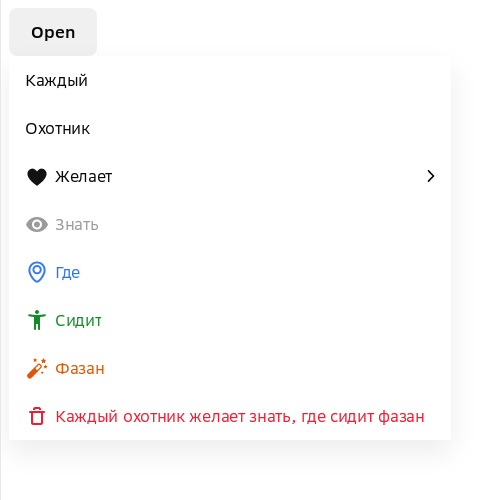 Open
Каждый
Охотник
Желает
Знать
Где
Сидит
Фазан
Каждый охотник желает знать, где сидит фазан